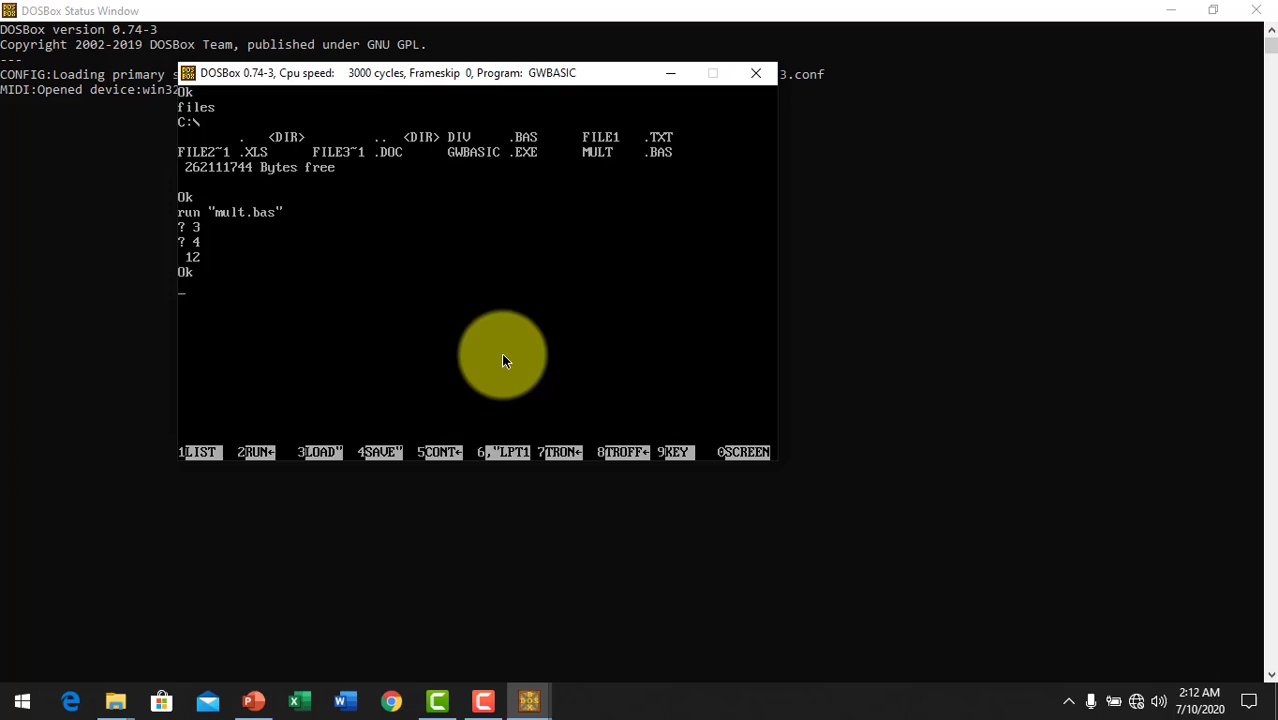 DOSBox Status Window
DOSBox version 0.74-3
Copyright 2002-2019 DOSBox Team, published under GNU GPL.
---
CONFIG:Loading primary s 3.conf
MIDI:Opened device:win32
DOSBox 0.74-3, Cpu speed: 3000 cycles, Frameskip 0, Program: GWBASIC
Ok
files
C:\
. <DIR> .. <DIR> DIV .BAS FILE1 .TXT
FILE2~1 .XLS FILE3~1 .DOC GWBASIC .EXE MULT .BAS
262111744 Bytes free
Ok
run "mult.bas"
? 3
? 4
12
Ok
_
1LIST 2RUN← 3LOAD" 4SAVE" 5CONT← 6,"LPT1 7TRON← 8TROFF← 9KEY 0SCREEN
DOS
2:12 AM
7/10/2020